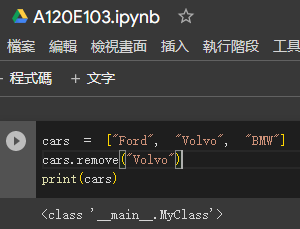 A120E103.ipynb
檔案 編輯 檢視畫面 插入 執行階段 工具
+ 程式碼 + 文字
cars = ["Ford", "Volvo", "BMW"]
cars.remove("Volvo")
print(cars)
<class '__main__.MyClass'>